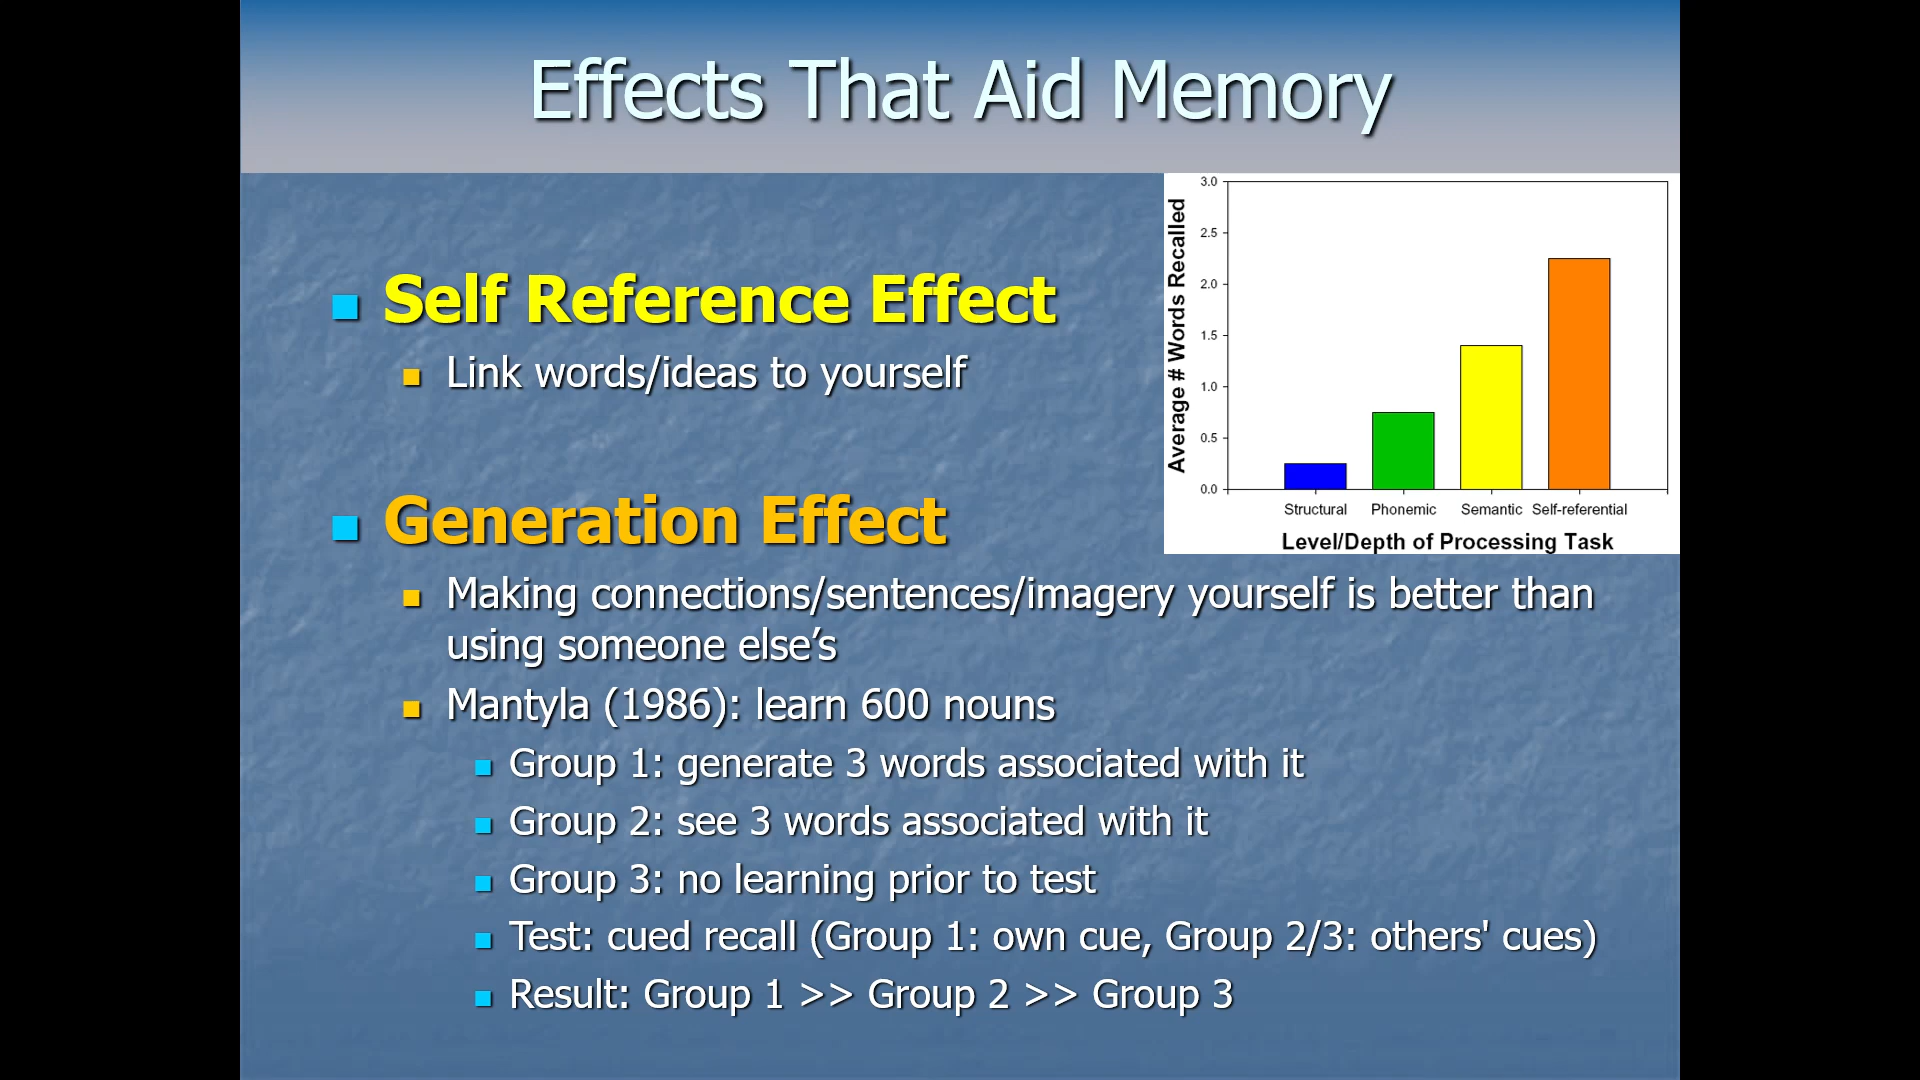 Effects That Aid Memory
Self Reference Effect
Link words/ideas to yourself
Generation Effect
Making connections/sentences/imagery yourself is better than
using someone else’s
Mantyla (1986): learn 600 nouns
Group 1: generate 3 words associated with it
Group 2: see 3 words associated with it
Group 3: no learning prior to test
Test: cued recall (Group 1: own cue, Group 2/3: others' cues)
Result: Group 1 >> Group 2 >> Group 3
Average # Words Recalled
3.0
2.5
2.0
1.5
1.0
0.5
0.0
Structural Phonemic Semantic Self-referential
Level/Depth of Processing Task